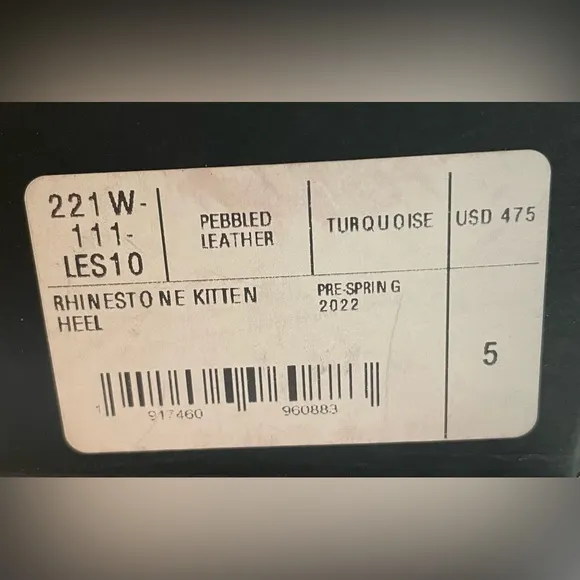 221W-
111-
LES10
PEBBLED
LEATHER
TURQUOISE
USD 475
RHINESTONE KITTEN
HEEL
PRE-SPRING
2022
5
1 917460 960883